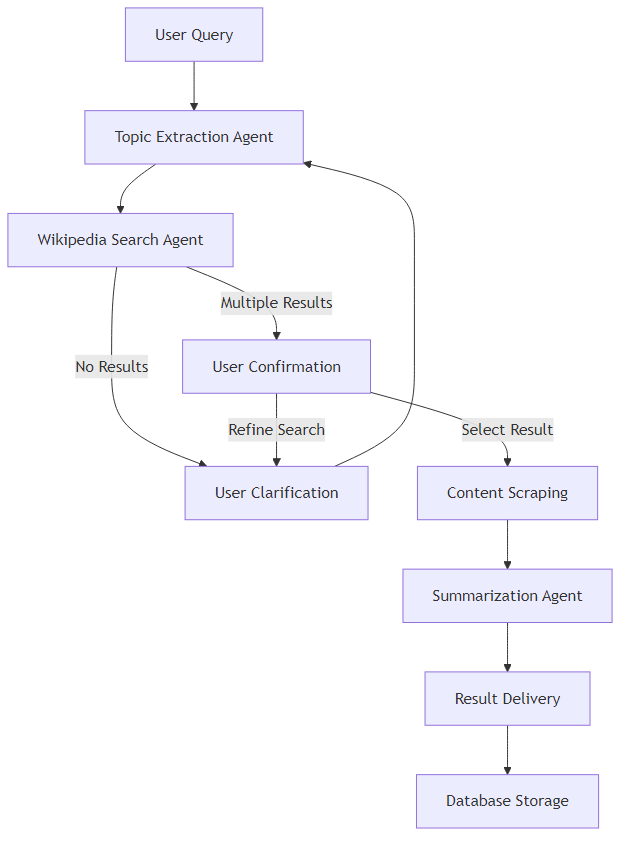 User Query
Topic Extraction Agent
Wikipedia Search Agent
Multiple Results
No Results
User Confirmation
Refine Search
Select Result
User Clarification
Content Scraping
Summarization Agent
Result Delivery
Database Storage